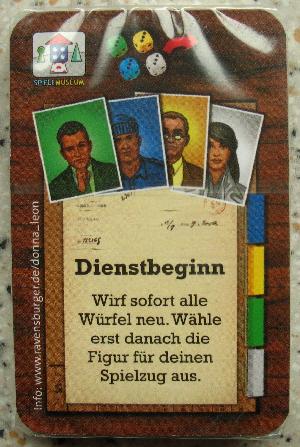 SPIELEMUSEUM
Dienstbeginn
Wirf sofort alle
Würfel neu. Wähle
erst danach die
Figur für deinen
Spielzug aus.
Info: www.ravensburger.de/donna_leon